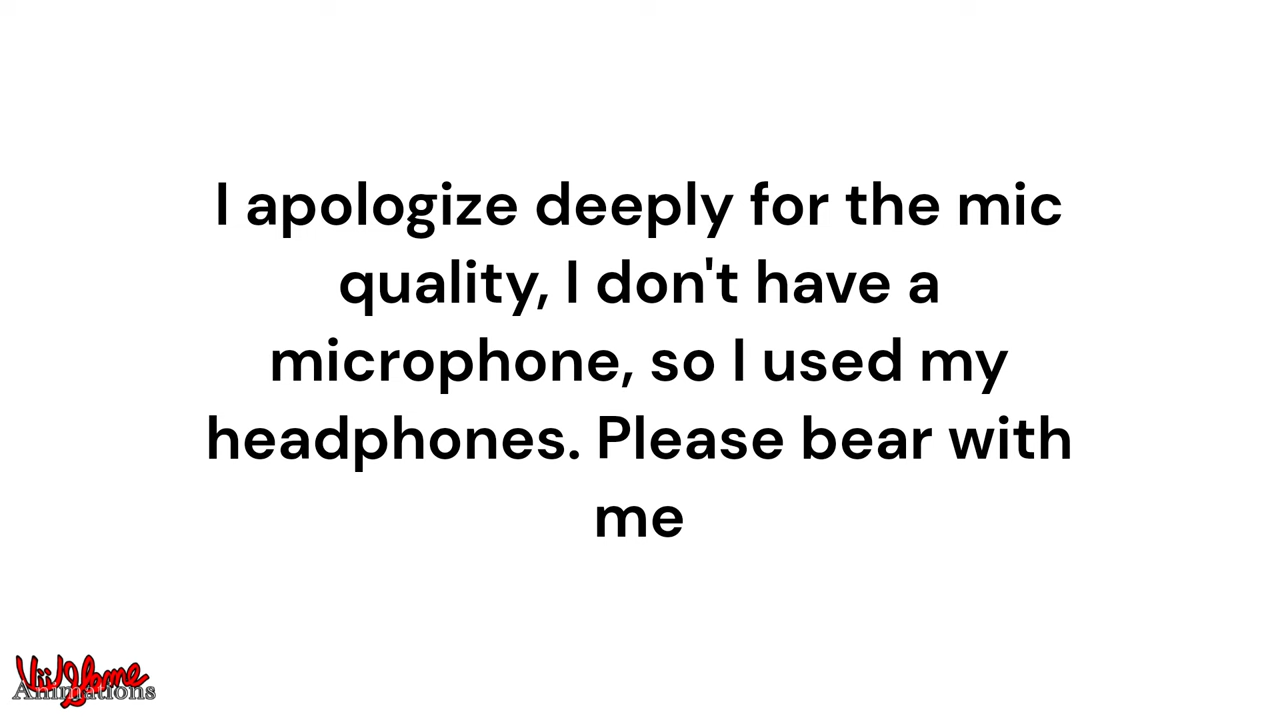 I apologize deeply for the mic
quality, I don't have a
microphone, so I used my
headphones. Please bear with
me
Animations